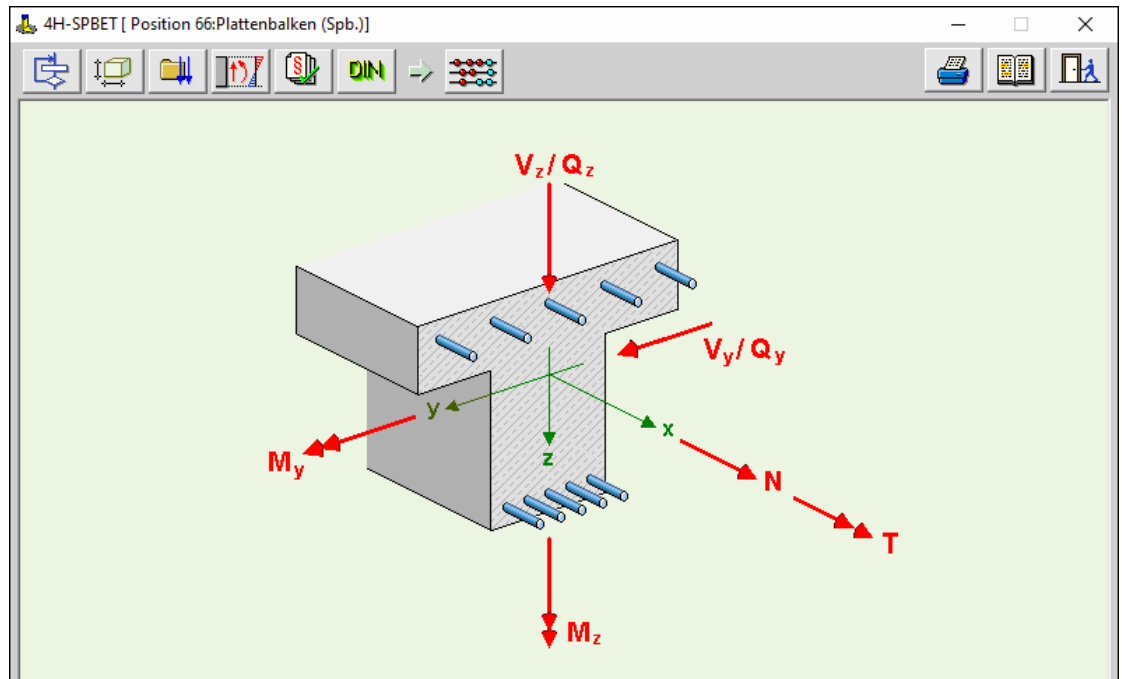 4H-SPBET [ Position 66:Plattenbalken (Spb.)]
§ DIN
Vz/ Qz
Vy/ Qy
y
x
My
z
N
T
Mz